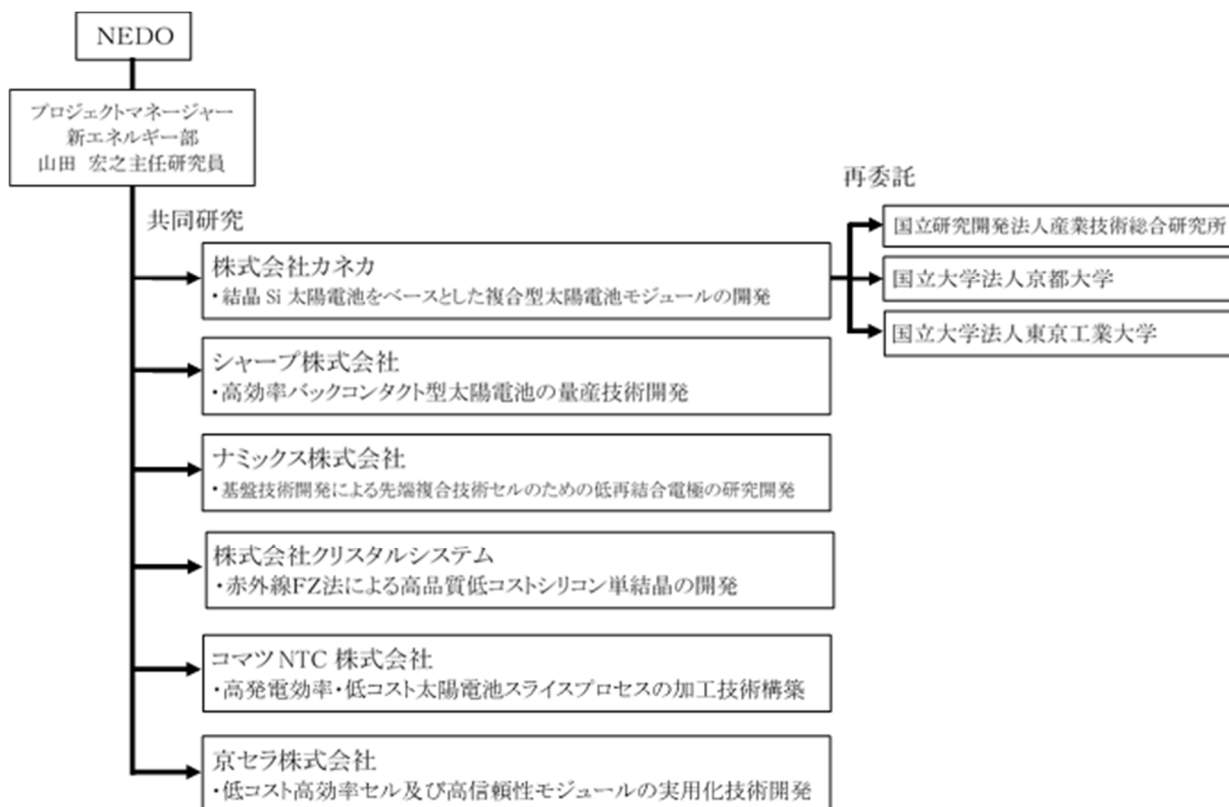 NEDO
プロジェクトマネージャー
新エネルギー部
山田 宏之主任研究員
共同研究
株式会社カネカ
・結晶 Si 太陽電池をベースとした複合型太陽電池モジュールの開発
再委託
国立研究開発法人産業技術総合研究所
国立大学法人京都大学
国立大学法人東京工業大学
シャープ株式会社
・高効率バックコンタクト型太陽電池の量産技術開発
ナミックス株式会社
・基盤技術開発による先端複合技術セルのための低再結合電極の研究開発
株式会社クリスタルシステム
・赤外線FZ法による高品質低コストシリコン単結晶の開発
コマツNTC 株式会社
・高発電効率・低コスト太陽電池スライスプロセスの加工技術構築
京セラ株式会社
・低コスト高効率セル及び高信頼性モジュールの実用化技術開発